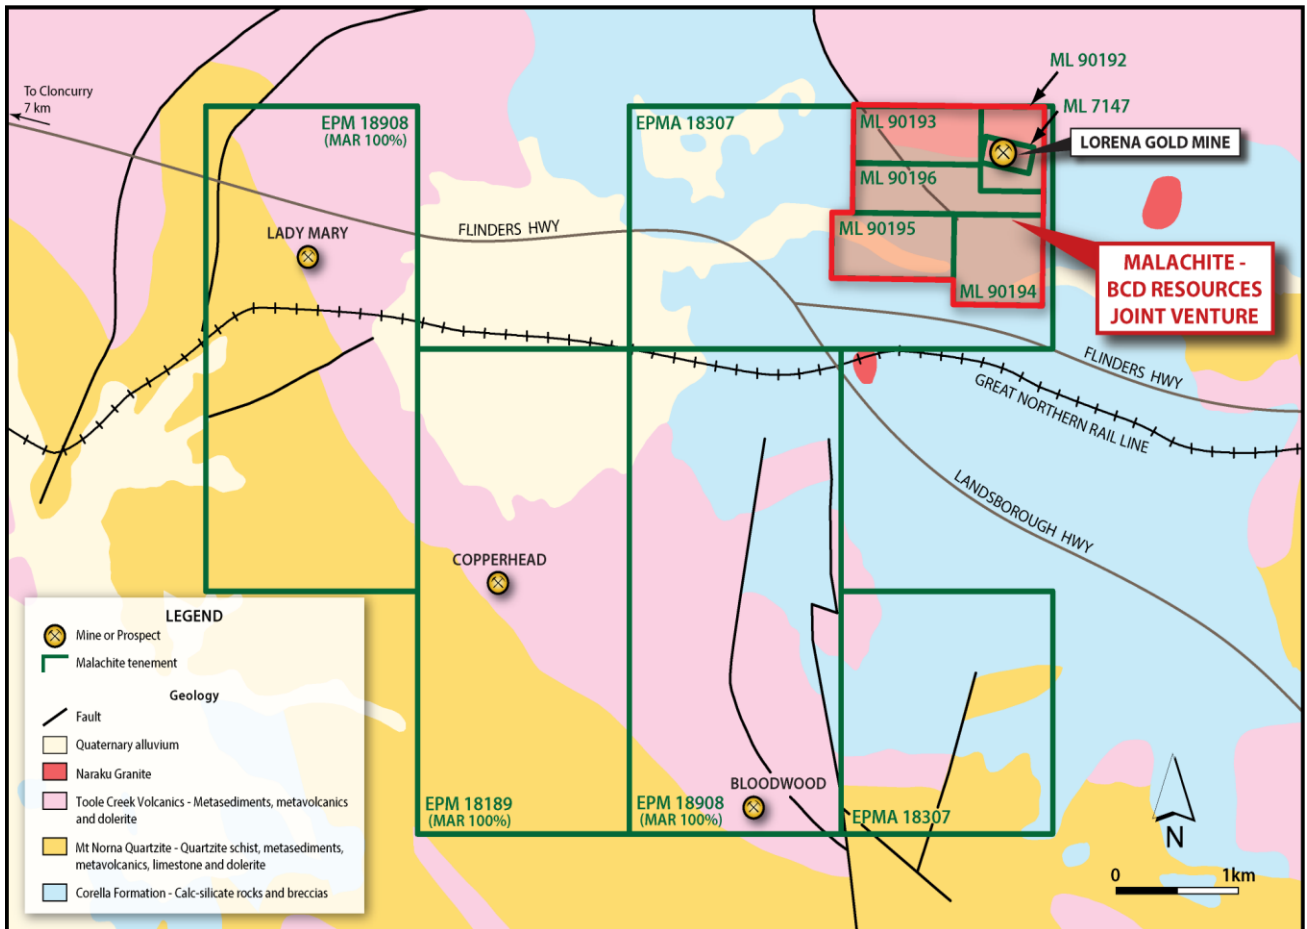 To Cloncurry
7 km
EPM 18908
(MAR 100%)
EPMA 18307
ML 90192
ML 7147
ML 90193
LORENA GOLD MINE
ML 90196
ML 90195
ML 90194
MALACHITE -
BCD RESOURCES
JOINT VENTURE
LADY MARY
FLINDERS HWY
FLINDERS HWY
GREAT NORTHERN RAIL LINE
LANDSBOROUGH HWY
COPPERHEAD
BLOODWOOD
EPM 18189
(MAR 100%)
EPM 18908
(MAR 100%)
EPMA 18307
LEGEND
Mine or Prospect
Malachite tenement
Geology
Fault
Quaternary alluvium
Naraku Granite
Toole Creek Volcanics - Metasediments, metavolcanics
and dolerite
Mt Norna Quartzite - Quartzite schist, metasediments,
metavolcanics, limestone and dolerite
Corella Formation - Calc-silicate rocks and breccias
N
0 1km